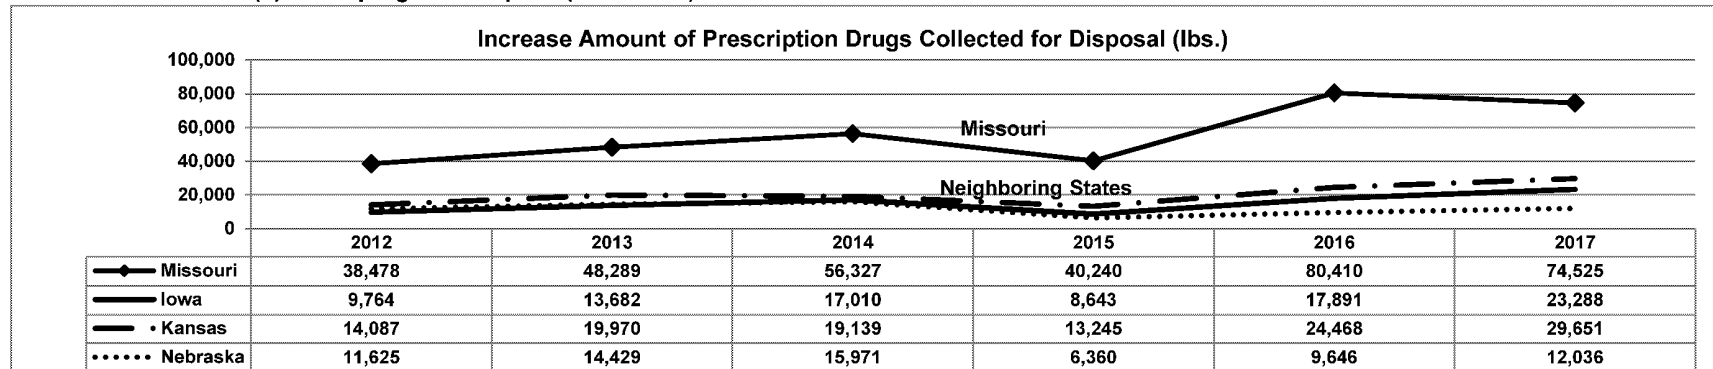 Increase Amount of Prescription Drugs Collected for Disposal (lbs.)
100,000
80,000
60,000
40,000
20,000
0
Missouri
Neighboring States
2012 2013 2014 2015 2016 2017
Missouri 38,478 48,289 56,327 40,240 80,410 74,525
Iowa 9,764 13,682 17,010 8,643 17,891 23,288
Kansas 14,087 19,970 19,139 13,245 24,468 29,651
Nebraska 11,625 14,429 15,971 6,360 9,646 12,036